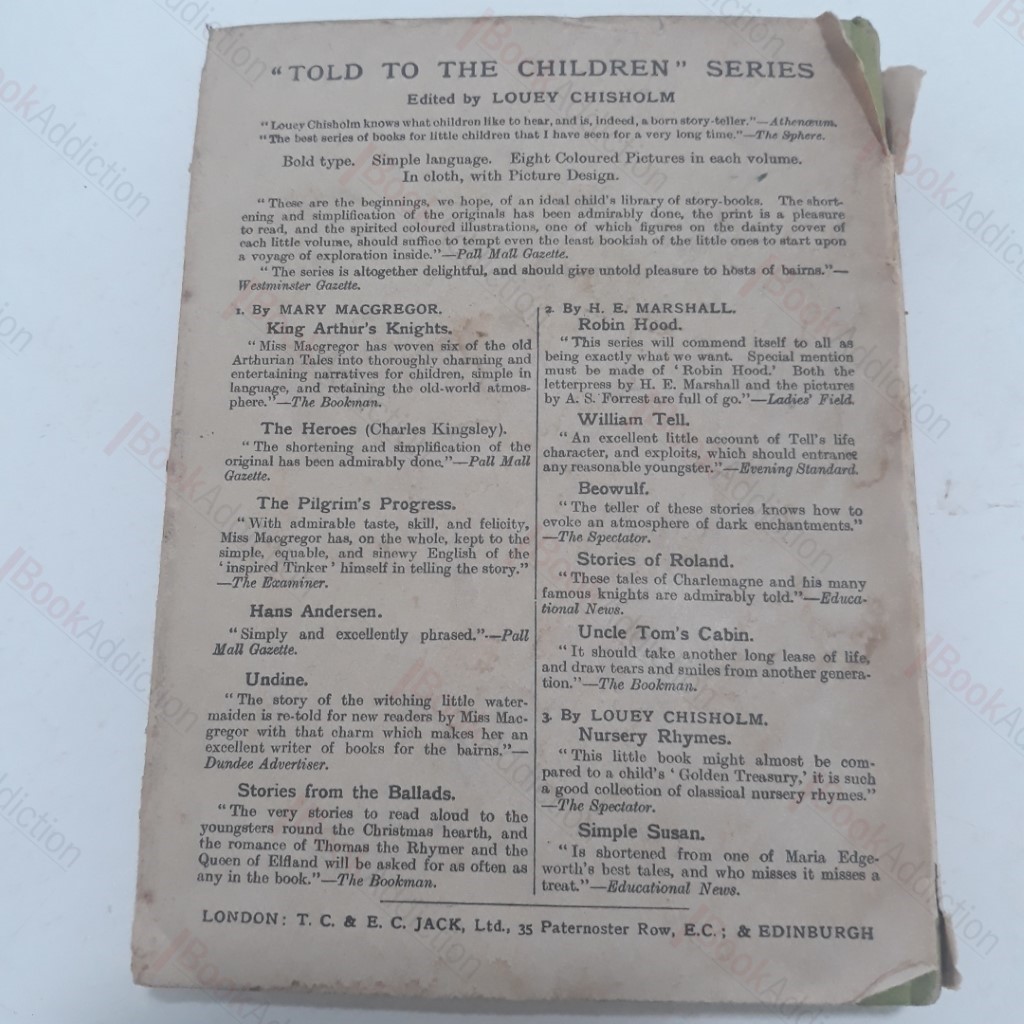 "TOLD TO THE CHILDREN" SERIES
Edited by LOUEY CHISHOLM
"Louey Chisholm knows what children like to hear, and is, indeed, a born story-teller."—Athenæum.
"The best series of books for little children that I have seen for a very long time."—The Sphere.
Bold type. Simple language. Eight Coloured Pictures in each volume.
In cloth, with Picture Design.
"These are the beginnings, we hope, of an ideal child's library of story-books. The short-
ening and simplification of the originals has been admirably done, the print is a pleasure
to read, and the spirited coloured illustrations, one of which figures on the dainty cover of
each little volume, should suffice to tempt even the least bookish of the little ones to start upon
a voyage of exploration inside."—Pall Mall Gazette.
"The series is altogether delightful, and should give untold pleasure to hosts of bairns."—
Westminster Gazette.
1. By MARY MACGREGOR.
King Arthur's Knights.
"Miss Macgregor has woven six of the old
Arthurian Tales into thoroughly charming and
entertaining narratives for children, simple in
language, and retaining the old-world atmos-
phere."—The Bookman.
The Heroes (Charles Kingsley).
"The shortening and simplification of the
original has been admirably done."—Pall Mall
Gazette.
The Pilgrim's Progress.
"With admirable taste, skill, and felicity,
Miss Macgregor has, on the whole, kept to the
simple, equable, and sinewy English of the
'inspired Tinker' himself in telling the story."
—The Examiner.
Hans Andersen.
"Simply and excellently phrased."—Pall
Mall Gazette.
Undine.
"The story of the witching little water-
maiden is re-told for new readers by Miss Mac-
gregor with that charm which makes her an
excellent writer of books for the bairns."—
Dundee Advertiser.
Stories from the Ballads.
"The very stories to read aloud to the
youngsters round the Christmas hearth, and
the romance of Thomas the Rhymer and the
Queen of Elfland will be asked for as often as
any in the book."—The Bookman.
2. By H. E. MARSHALL.
Robin Hood.
"This series will commend itself to all as
being exactly what we want. Special mention
must be made of 'Robin Hood.' Both the
letterpress by H. E. Marshall and the pictures
by A. S. Forrest are full of go."—Ladies' Field.
William Tell.
"An excellent little account of Tell's life
character, and exploits, which should entrance
any reasonable youngster."—Evening Standard.
Beowulf.
"The teller of these stories knows how to
evoke an atmosphere of dark enchantments."
—The Spectator.
Stories of Roland.
"These tales of Charlemagne and his many
famous knights are admirably told."—Educa-
tional News.
Uncle Tom's Cabin.
"It should take another long lease of life,
and draw tears and smiles from another genera-
tion."—The Bookman.
3. By LOUEY CHISHOLM.
Nursery Rhymes.
"This little book might almost be com-
pared to a child's 'Golden Treasury,' it is such
a good collection of classical nursery rhymes."
—The Spectator.
Simple Susan.
"Is shortened from one of Maria Edge-
worth's best tales, and who misses it misses a
treat."—Educational News.
LONDON: T. C. & E. C. JACK, Ltd., 35 Paternoster Row, E.C.; & EDINBURGH
BookAddiction